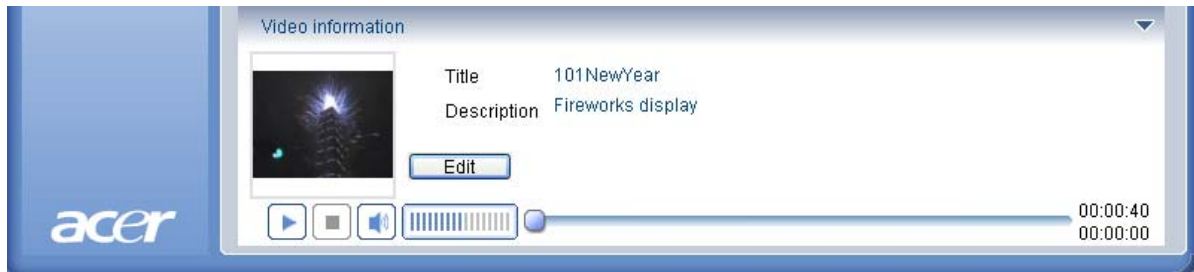 Video information
Title 101NewYear
Description Fireworks display
Edit
acer
00:00:40
00:00:00